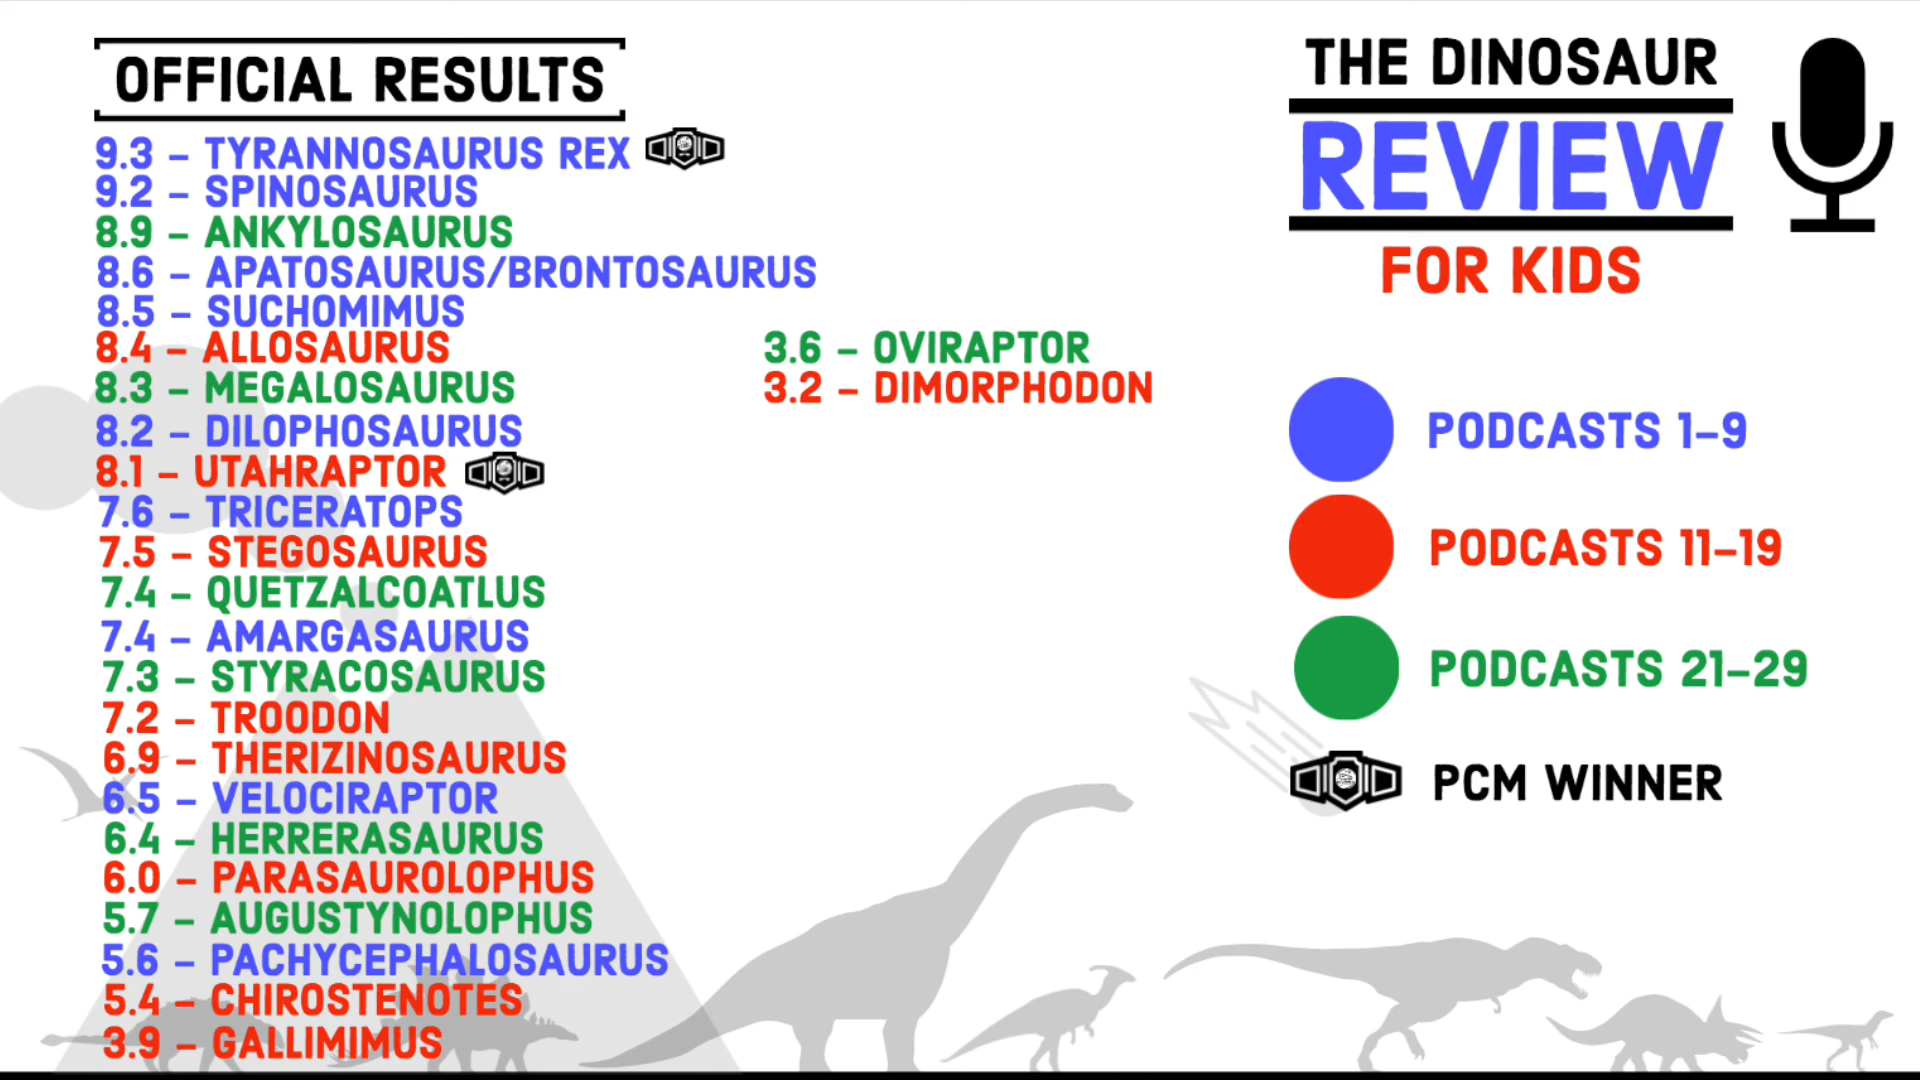 OFFICIAL RESULTS
9.3 – TYRANNOSAURUS REX
9.2 – SPINOSAURUS
8.9 – ANKYLOSAURUS
8.6 – APATOSAURUS/BRONTOSAURUS
8.5 – SUCHOMIMUS
8.4 – ALLOSAURUS
8.3 – MEGALOSAURUS
8.2 – DILOPHOSAURUS
8.1 – UTAHRAPTOR
7.6 – TRICERATOPS
7.5 – STEGOSAURUS
7.4 – QUETZALCOATLUS
7.4 – AMARGASAURUS
7.3 – STYRACOSAURUS
7.2 – TROODON
6.9 – THERIZINOSAURUS
6.5 – VELOCIRAPTOR
6.4 – HERRERASAURUS
6.0 – PARASAUROLOPHUS
5.7 – AUGUSTYNOLOPHUS
5.6 – PACHYCEPHALOSAURUS
5.4 – CHIROSTENOTES
3.9 – GALLIMIMUS
3.6 – OVIRAPTOR
3.2 – DIMORPHODON
THE DINOSAUR
REVIEW
FOR KIDS
PODCASTS 1–9
PODCASTS 11–19
PODCASTS 21–29
PCM WINNER